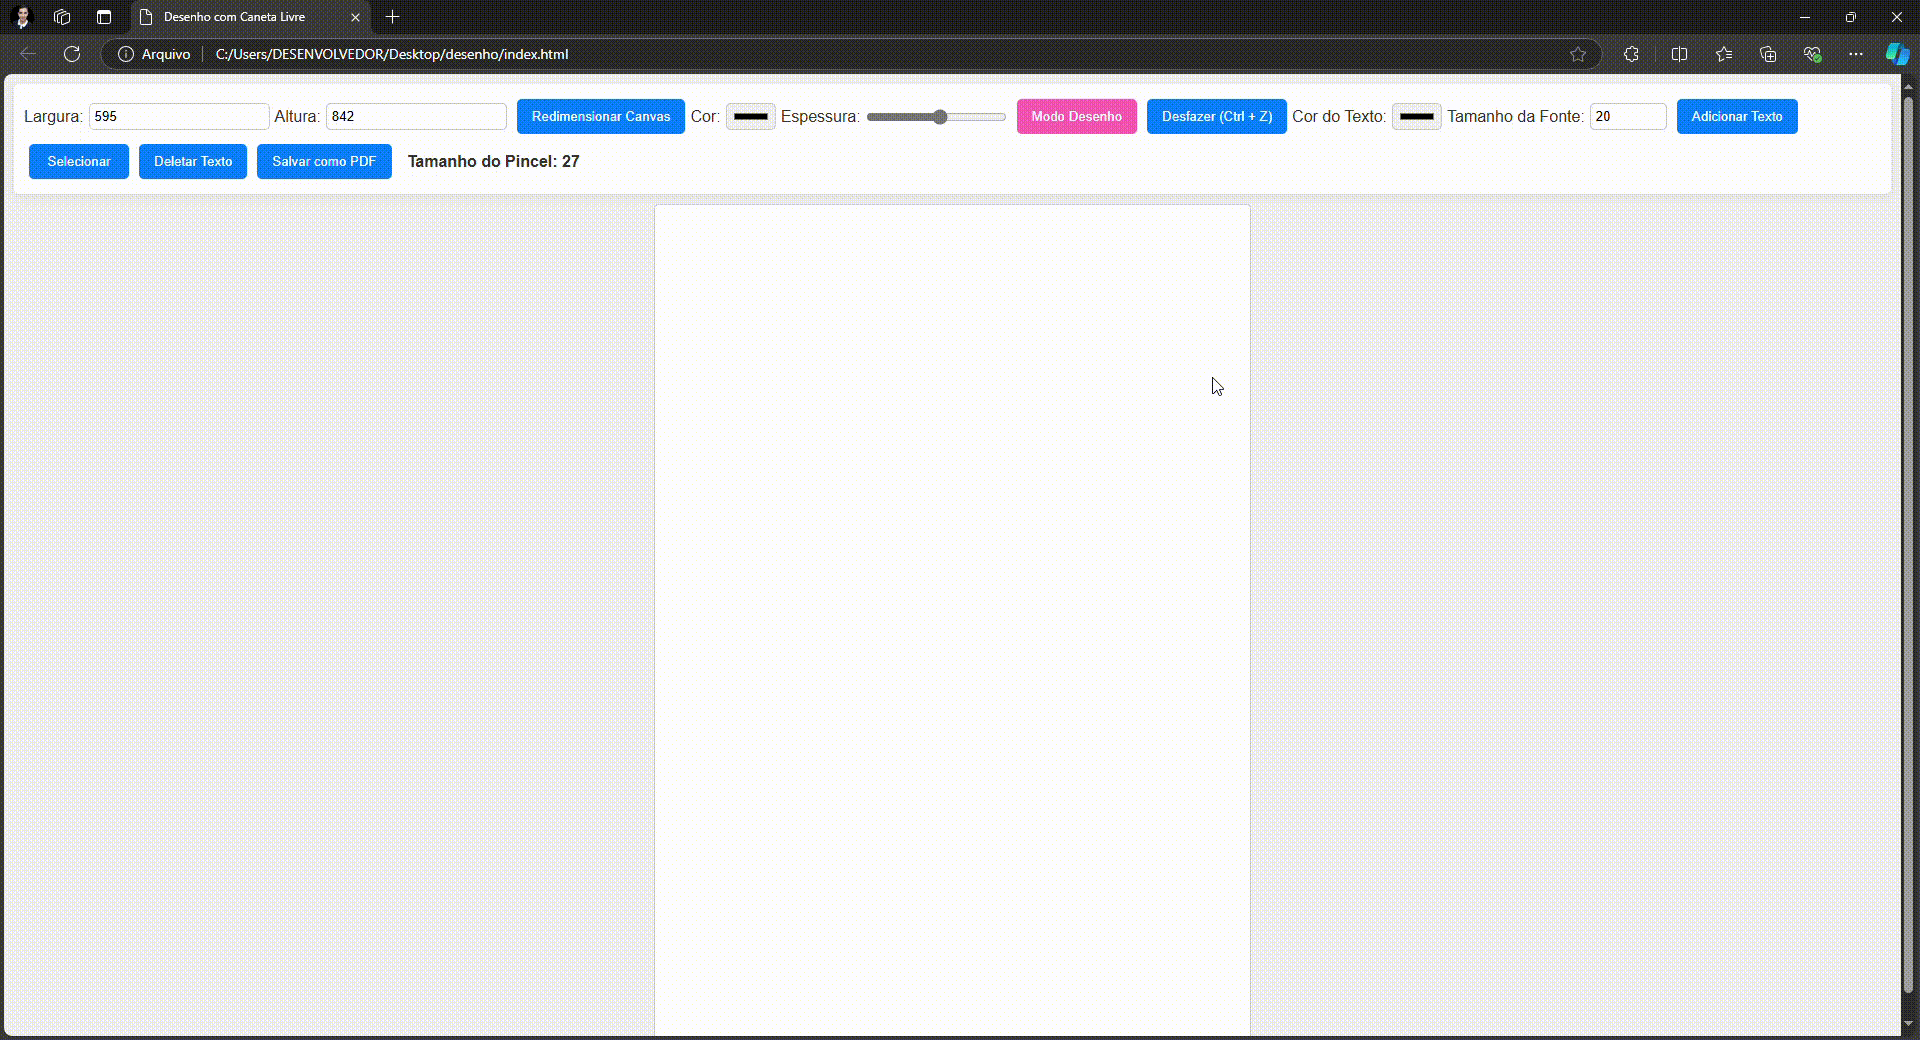 Desenho com Caneta Livre
Arquivo C:/Users/DESENVOLVEDOR/Desktop/desenho/index.html
Largura: 595 Altura: 842 Redimensionar Canvas Cor: Espessura: Modo Desenho Desfazer (Ctrl + Z) Cor do Texto: Tamanho da Fonte: 20 Adicionar Texto
Selecionar Deletar Texto Salvar como PDF Tamanho do Pincel: 27